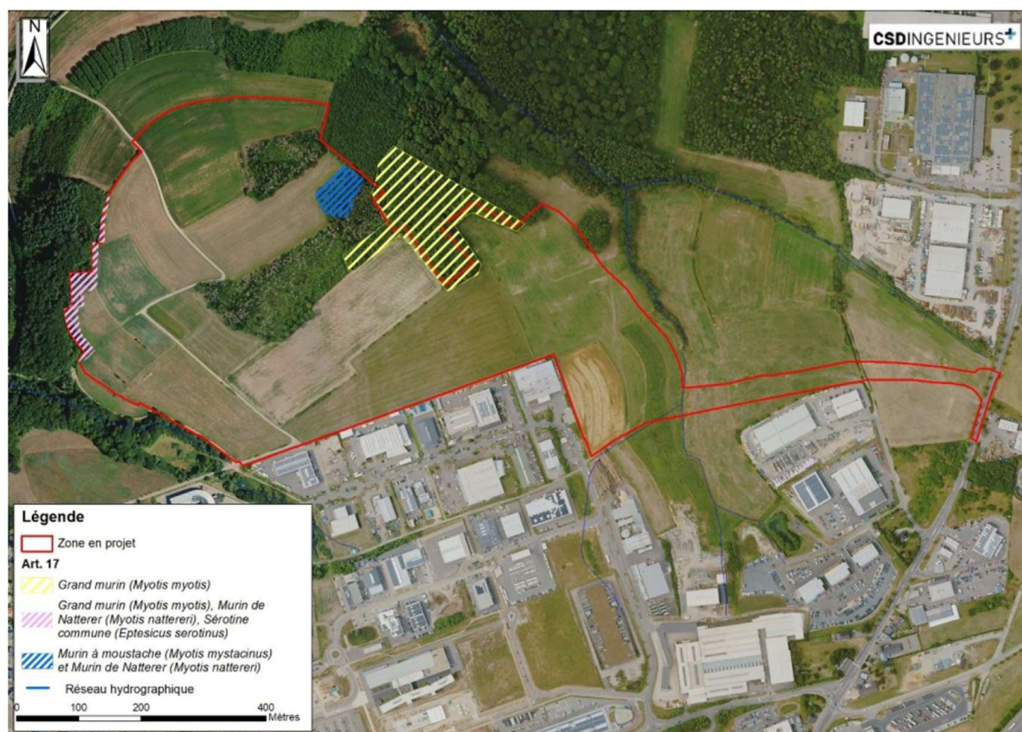 N
CSDINGENIEURS+
Légende
Zone en projet
Art. 17
Grand murin (Myotis myotis)
Grand murin (Myotis myotis), Murin de
Natterer (Myotis nattereri), Sérotine
commune (Eptesicus serotinus)
Murin à moustache (Myotis mystacinus)
et Murin de Natterer (Myotis nattereri)
Réseau hydrographique
0 100 200 400
Mètres